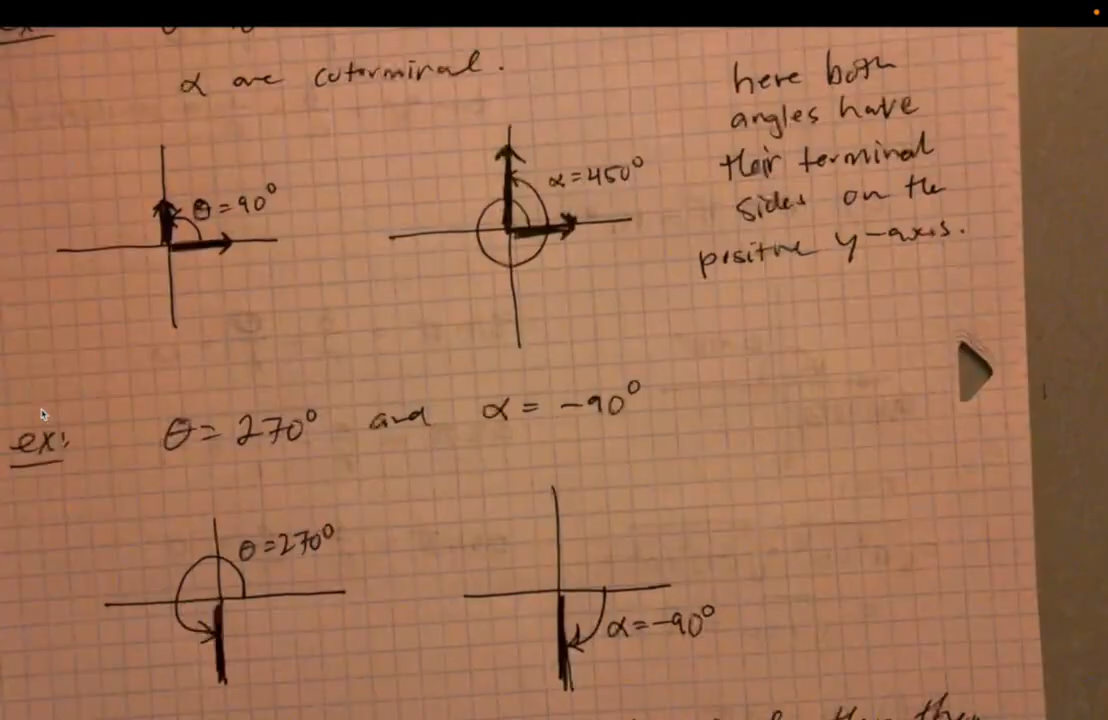 α are coterminal.
here both
angles have
their terminal
sides on the
positive y-axis.
θ = 90°
α = 450°
ex: θ = 270° and α = -90°
θ = 270°
α = -90°